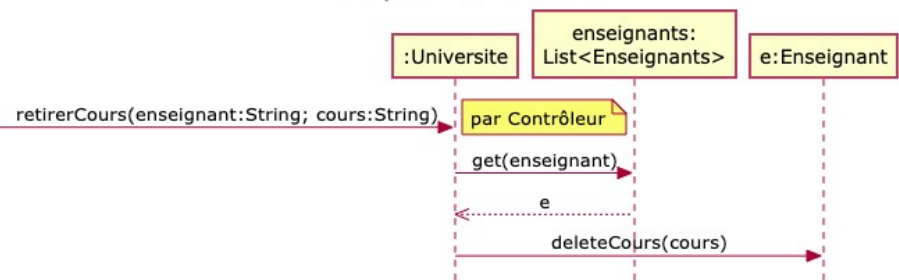 :Universite
enseignants:
List<Enseignants>
e:Enseignant
retirerCours(enseignant:String; cours:String)
par Contrôleur
get(enseignant)
e
deleteCours(cours)